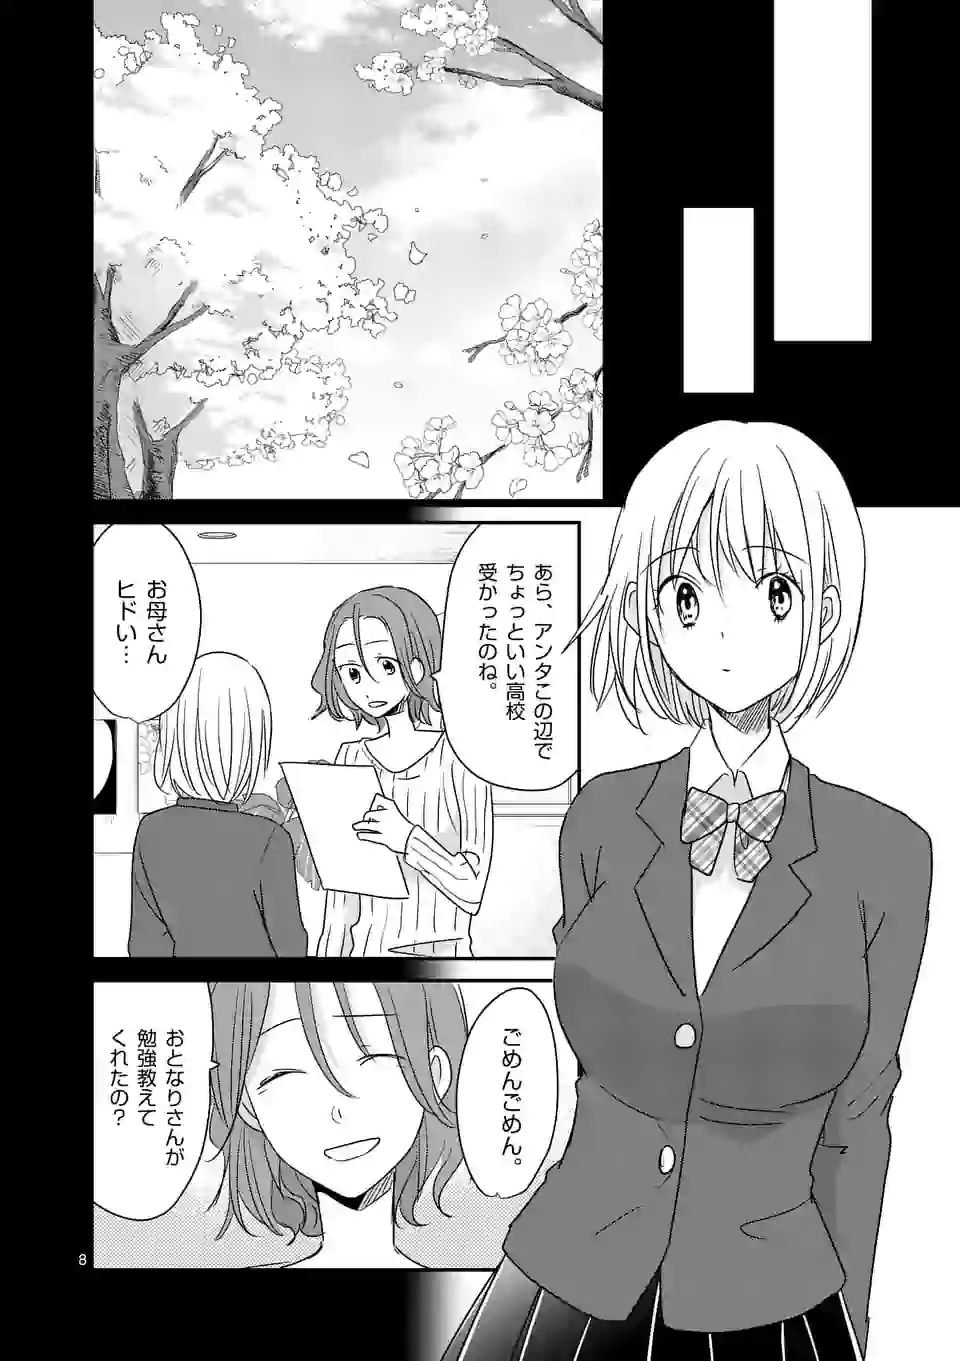 あら、アンタこの辺で
ちょっといい高校
受かったのね。
お母さん
ヒドい…
ごめんごめん。
おとなりさんが
勉強教えて
くれたの？
8